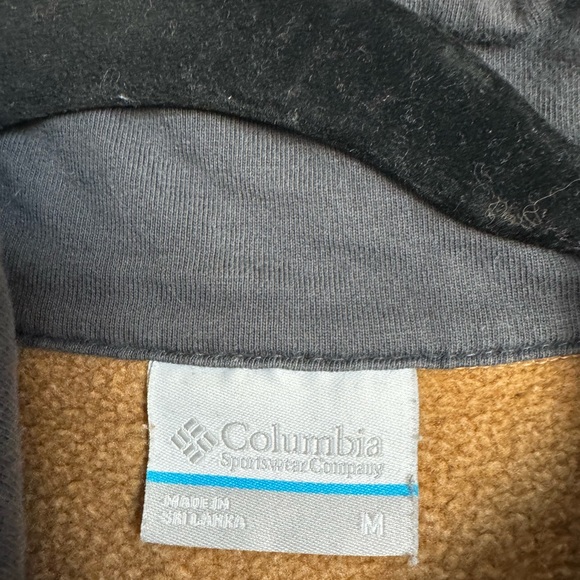 Columbia
Sportswear Company
MADE IN
SRI LANKA
M